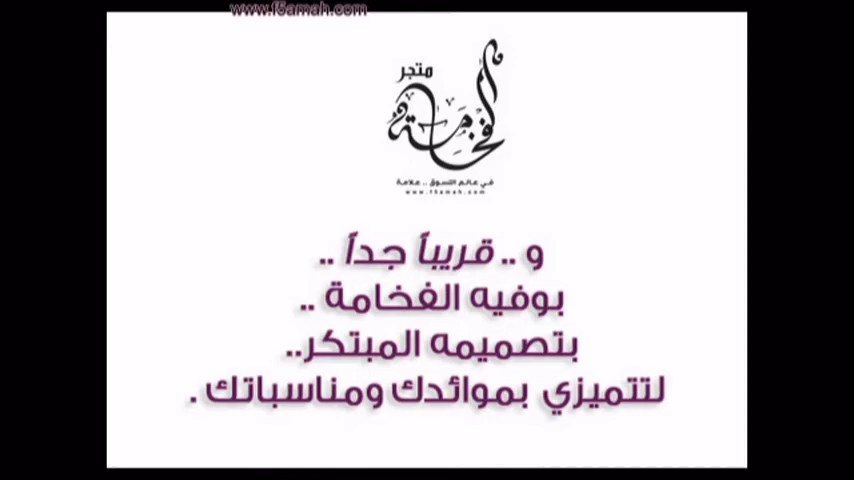 www.f5amah.com
متجر
الفخامة
في عالم التسوق .. علامة
www.f5amah.com
و .. قريباً جداً ..
بوفيه الفخامة ..
بتصميمه المبتكر..
لتتميزي بموائدك ومناسباتك .